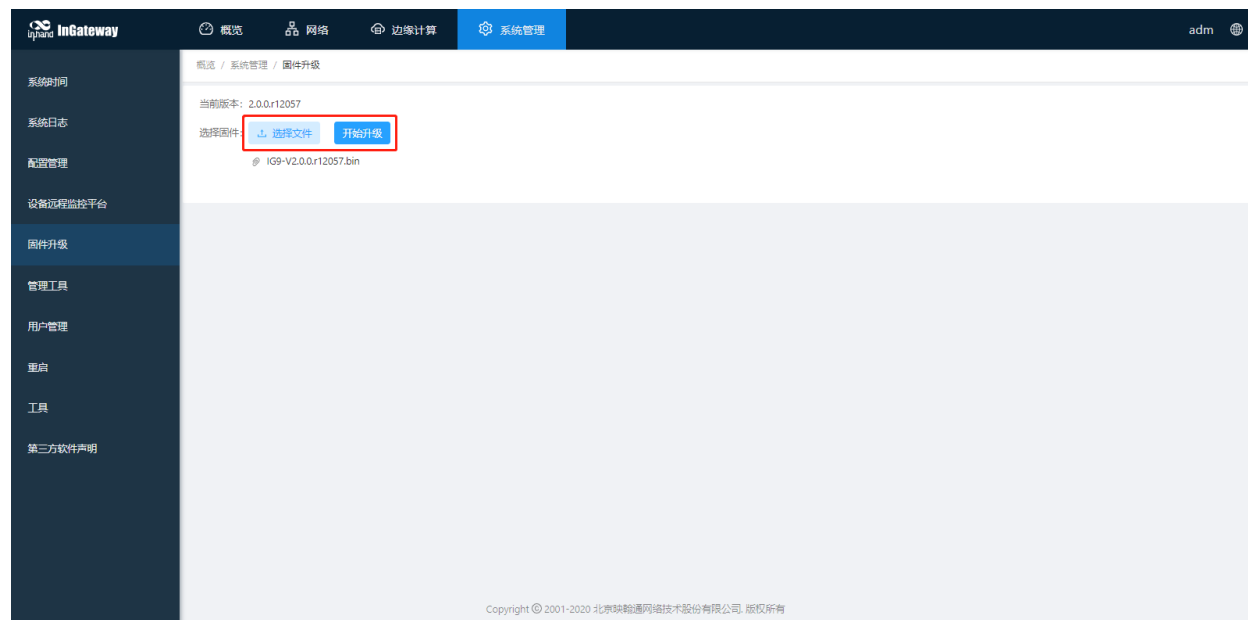 inhand InGateway 概览 网络 边缘计算 系统管理 adm
概览 / 系统管理 / 固件升级
系统时间
系统日志
配置管理
设备远程监控平台
固件升级
管理工具
用户管理
重启
工具
第三方软件声明
当前版本: 2.0.0.r12057
选择固件: 选择文件 开始升级
IG9-V2.0.0.r12057.bin
Copyright © 2001-2020 北京映翰通网络技术股份有限公司. 版权所有